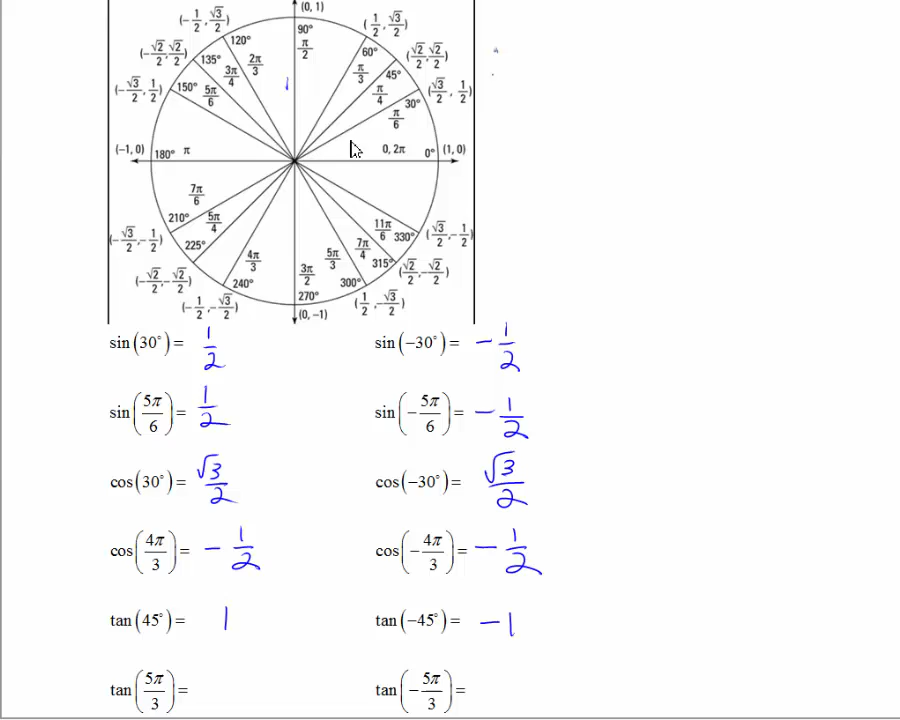 (0, 1)
(-1/2, √3/2) (1/2, √3/2)
90° π/2
120° 2π/3 60° π/3
(-√2/2, √2/2) (√2/2, √2/2)
135° 3π/4 45° π/4
(-√3/2, 1/2) (√3/2, 1/2)
150° 5π/6 30° π/6
(-1, 0) 180° π 0, 2π 0° (1, 0)
7π/6 210° 11π/6 330°
(-√3/2, -1/2) (√3/2, -1/2)
5π/4 225° 7π/4 315°
(-√2/2, -√2/2) (√2/2, -√2/2)
4π/3 240° 3π/2 270° 5π/3 300°
(-1/2, -√3/2) (1/2, -√3/2)
(0, -1)
sin(30°) = 1/2 sin(-30°) = -1/2
sin(5π/6) = 1/2 sin(-5π/6) = -1/2
cos(30°) = √3/2 cos(-30°) = √3/2
cos(4π/3) = -1/2 cos(-4π/3) = -1/2
tan(45°) = 1 tan(-45°) = -1
tan(5π/3) = tan(-5π/3) =